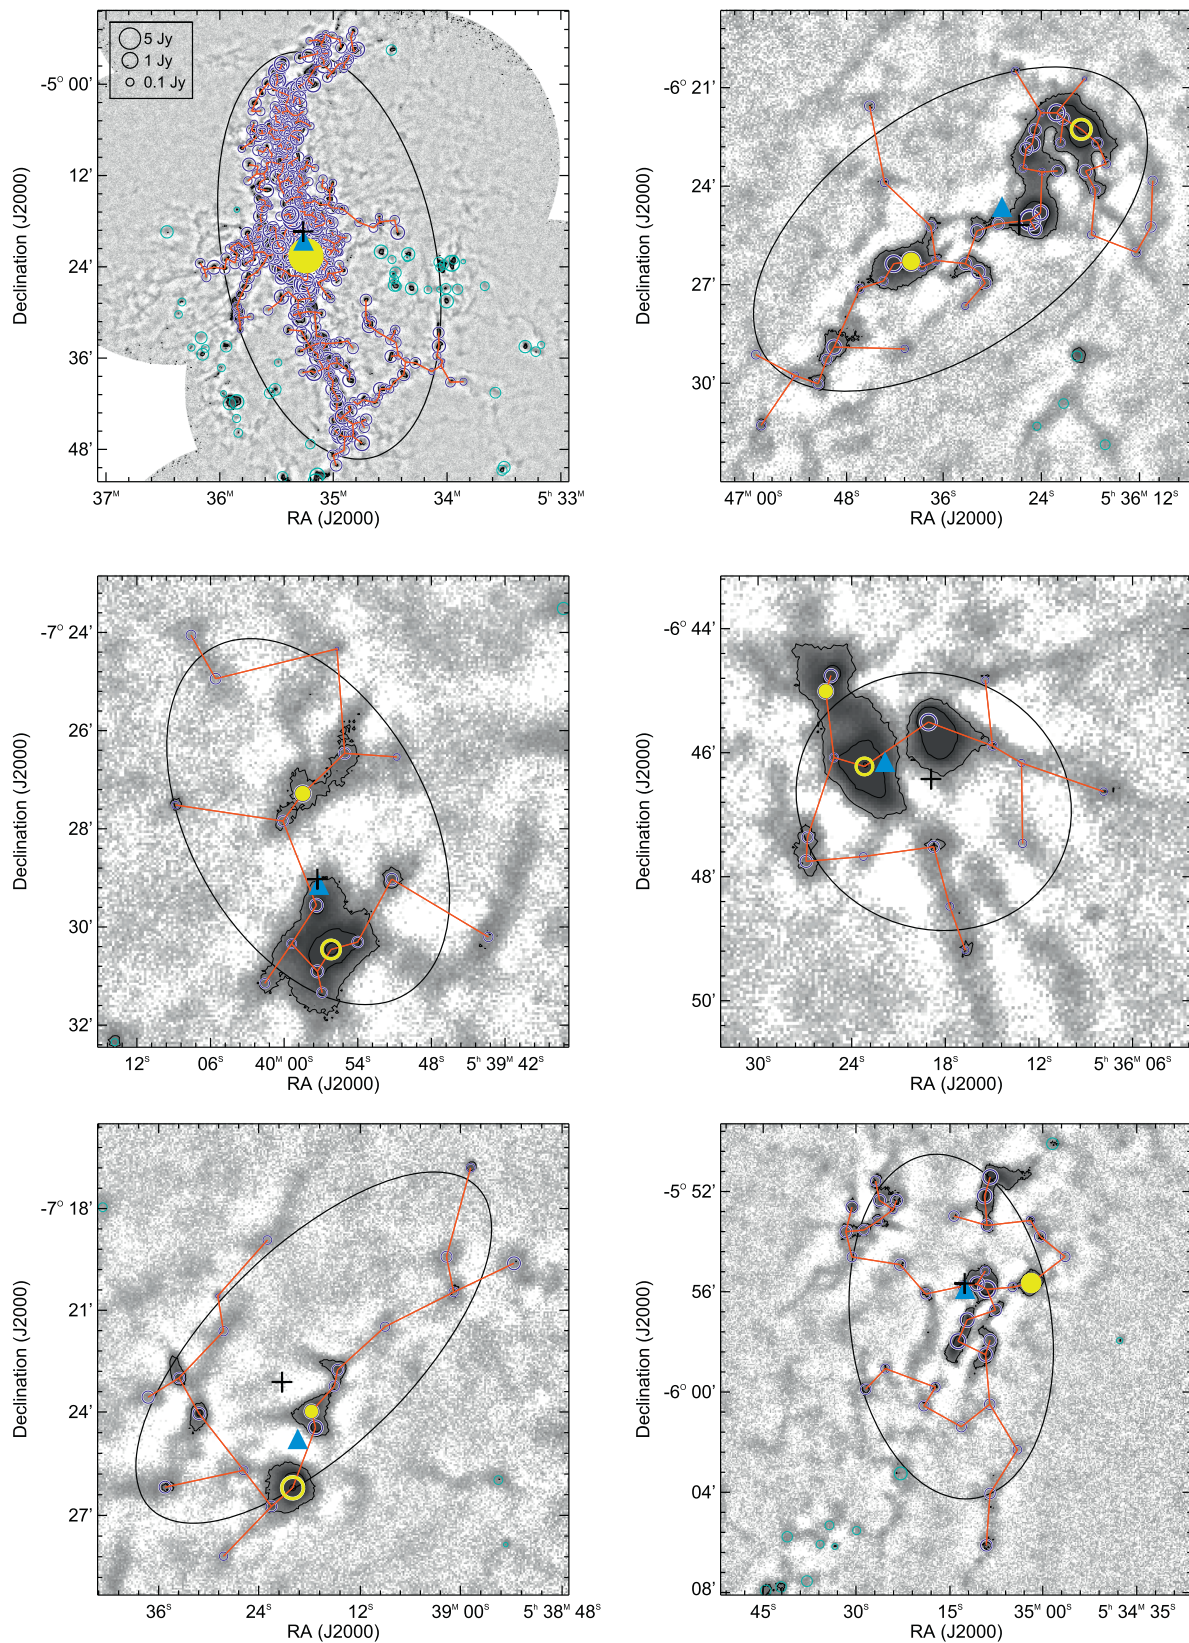 5 Jy
1 Jy
0.1 Jy
-5° 00'
12'
24'
36'
48'
Declination (J2000)
37ᴹ 36ᴹ 35ᴹ 34ᴹ 5ʰ 33ᴹ
RA (J2000)
-6° 21'
24'
27'
30'
Declination (J2000)
47ᴹ 00ˢ 48ˢ 36ˢ 24ˢ 5ʰ 36ᴹ 12ˢ
RA (J2000)
-7° 24'
26'
28'
30'
32'
Declination (J2000)
12ˢ 06ˢ 40ᴹ 00ˢ 54ˢ 48ˢ 5ʰ 39ᴹ 42ˢ
RA (J2000)
-6° 44'
46'
48'
50'
Declination (J2000)
30ˢ 24ˢ 18ˢ 12ˢ 5ʰ 36ᴹ 06ˢ
RA (J2000)
-7° 18'
21'
24'
27'
Declination (J2000)
36ˢ 24ˢ 12ˢ 39ᴹ 00ˢ 5ʰ 38ᴹ 48ˢ
RA (J2000)
-5° 52'
56'
-6° 00'
04'
08'
Declination (J2000)
45ˢ 30ˢ 15ˢ 35ᴹ 00ˢ 5ʰ 34ᴹ 35ˢ
RA (J2000)